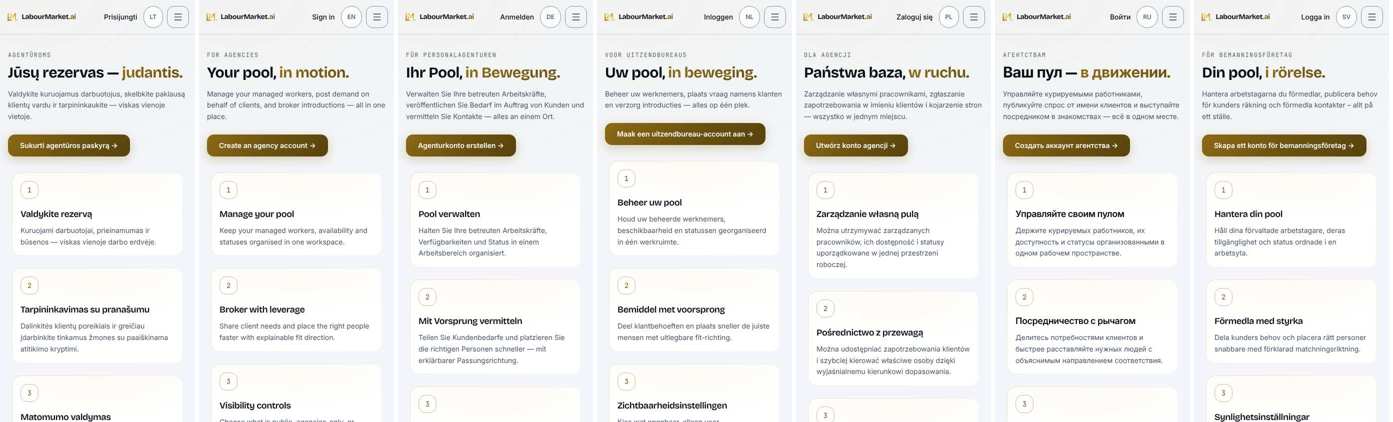 LabourMarket.ai
Prisijungti
LT
AGENTŪROMS
Jūsų rezervas — judantis.
Valdykite kuruojamus darbuotojus, skelbkite paklausą
klientų vardu ir tarpininkaukite — viskas vienoje
vietoje.
Sukurti agentūros paskyrą →
1
Valdykite rezervą
Kuruojami darbuotojai, prieinamumas ir
būsenos — viskas vienoje darbo erdvėje.
2
Tarpininkavimas su pranašumu
Dalinkitės klientų poreikiais ir greičiau
įdarbinkite tinkamus žmones su paaiškinama
atitikimo kryptimi.
3
Matomumo valdymas
LabourMarket.ai
Sign in
EN
FOR AGENCIES
Your pool, in motion.
Manage your managed workers, post demand on
behalf of clients, and broker introductions — all in one
place.
Create an agency account →
1
Manage your pool
Keep your managed workers, availability and
statuses organised in one workspace.
2
Broker with leverage
Share client needs and place the right people
faster with explainable fit direction.
3
Visibility controls
LabourMarket.ai
Anmelden
DE
FÜR PERSONALAGENTUREN
Ihr Pool, in Bewegung.
Verwalten Sie Ihre betreuten Arbeitskräfte,
veröffentlichen Sie Bedarf im Auftrag von Kunden und
vermitteln Sie Kontakte — alles an einem Ort.
Agenturkonto erstellen →
1
Pool verwalten
Halten Sie Ihre betreuten Arbeitskräfte,
Verfügbarkeiten und Status in einem
Arbeitsbereich organisiert.
2
Mit Vorsprung vermitteln
Teilen Sie Kundenbedarfe und platzieren Sie
die richtigen Personen schneller — mit
erklärbarer Passungsrichtung.
3
LabourMarket.ai
Inloggen
NL
VOOR UITZENDBUREAUS
Uw pool, in beweging.
Beheer uw werknemers, plaats vraag namens klanten
en verzorg introducties — alles op één plek.
Maak een uitzendbureau-account aan →
1
Beheer uw pool
Houd uw beheerde werknemers,
beschikbaarheid en statussen georganiseerd
in één werkruimte.
2
Bemiddel met voorsprong
Deel klantbehoeften en plaats sneller de juiste
mensen met uitlegbare fit-richting.
3
Zichtbaarheidsinstellingen
LabourMarket.ai
Zaloguj się
PL
DLA AGENCJI
Państwa baza, w ruchu.
Zarządzanie własnymi pracownikami, zgłaszanie
zapotrzebowania w imieniu klientów i kojarzenie stron
— wszystko w jednym miejscu.
Utwórz konto agencji →
1
Zarządzanie własną pulą
Można utrzymywać zarządzanych
pracowników, ich dostępność i statusy
uporządkowane w jednej przestrzeni
roboczej.
2
Pośrednictwo z przewagą
Można udostępniać zapotrzebowania klientów
i szybciej kierować właściwe osoby dzięki
wyjaśnialnemu kierunkowi dopasowania.
3
LabourMarket.ai
Войти
RU
АГЕНТСТВАМ
Ваш пул — в движении.
Управляйте курируемыми работниками,
публикуйте спрос от имени клиентов и выступайте
посредником в знакомствах — всё в одном месте.
Создать аккаунт агентства →
1
Управляйте своим пулом
Держите курируемых работников, их
доступность и статусы организованными в
одном рабочем пространстве.
2
Посредничество с рычагом
Делитесь потребностями клиентов и
быстрее расставляйте нужных людей с
объяснимым направлением соответствия.
3
LabourMarket.ai
Logga in
SV
FÖR BEMANNINGSFÖRETAG
Din pool, i rörelse.
Hantera arbetstagarna du förmedlar, publicera behov
för kunders räkning och förmedla kontakter – allt på
ett ställe.
Skapa ett konto för bemanningsföretag →
1
Hantera din pool
Håll dina förvaltade arbetstagare, deras
tillgänglighet och status ordnade i en
arbetsyta.
2
Förmedla med styrka
Dela kunders behov och placera rätt personer
snabbare med förklarad matchningsriktning.
3
Synlighetsinställningar